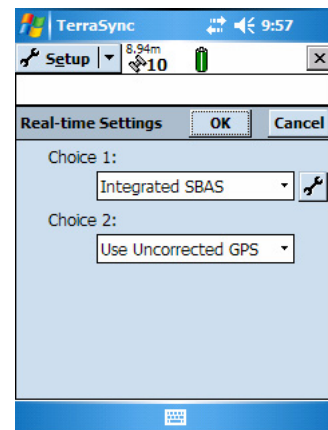 TerraSync 9:57
Setup 8.94m
10
Real-time Settings OK Cancel
Choice 1:
Integrated SBAS
Choice 2:
Use Uncorrected GPS